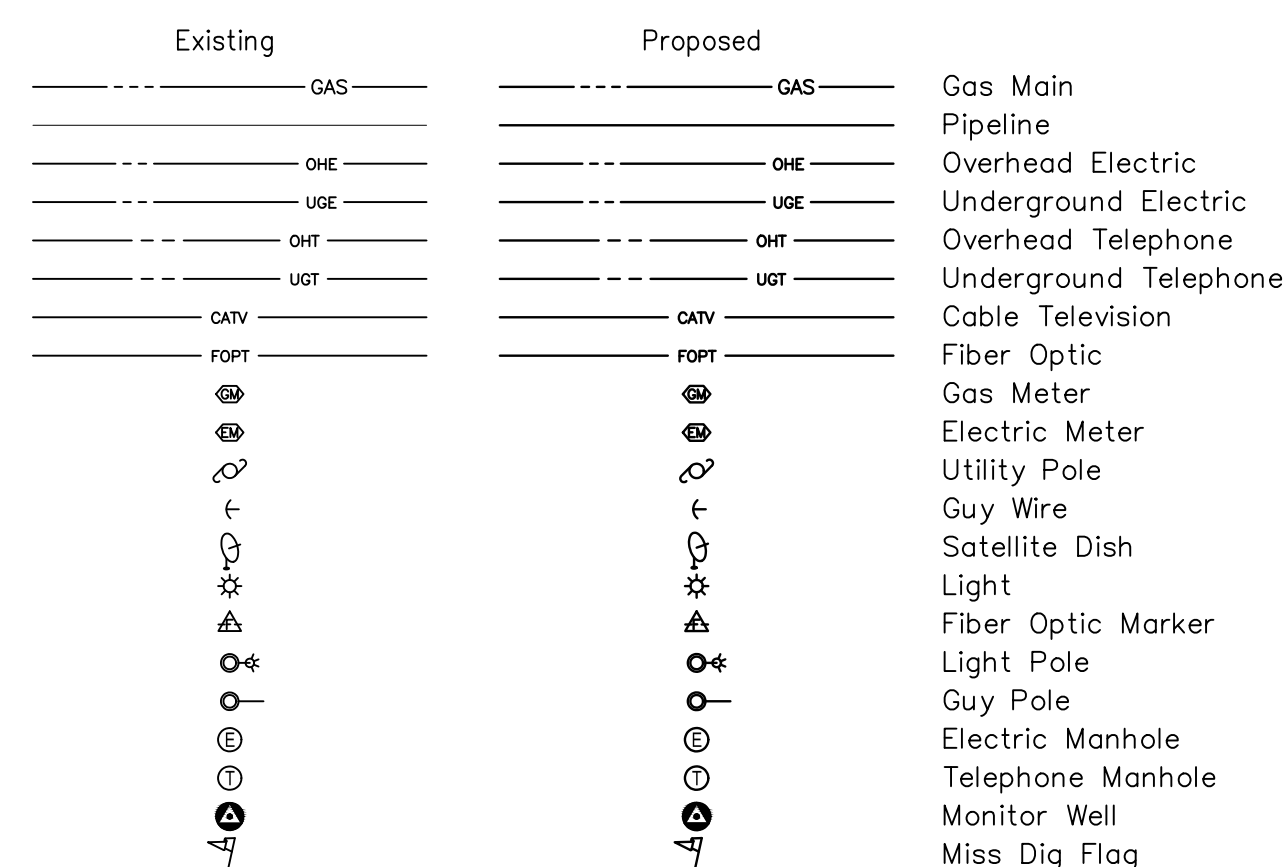 Existing Proposed
GAS GAS Gas Main
Pipeline
OHE OHE Overhead Electric
UGE UGE Underground Electric
OHT OHT Overhead Telephone
UGT UGT Underground Telephone
CATV CATV Cable Television
FOPT FOPT Fiber Optic
GM GM Gas Meter
EM EM Electric Meter
Utility Pole
Guy Wire
Satellite Dish
Light
F F Fiber Optic Marker
Light Pole
Guy Pole
E E Electric Manhole
T T Telephone Manhole
Monitor Well
Miss Dig Flag